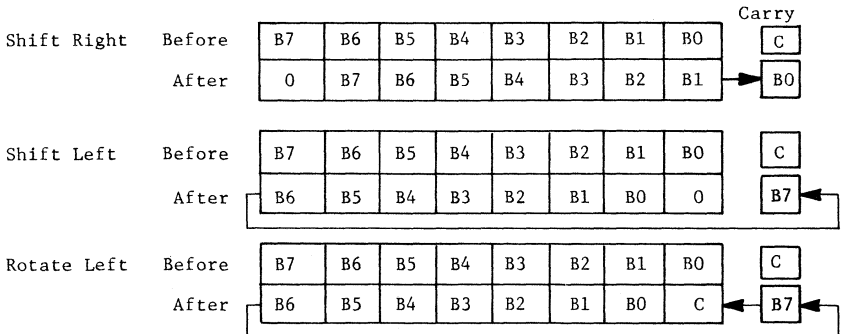 Carry
Shift Right Before B7 B6 B5 B4 B3 B2 B1 B0 C
After 0 B7 B6 B5 B4 B3 B2 B1 B0
Shift Left Before B7 B6 B5 B4 B3 B2 B1 B0 C
After B6 B5 B4 B3 B2 B1 B0 0 B7
Rotate Left Before B7 B6 B5 B4 B3 B2 B1 B0 C
After B6 B5 B4 B3 B2 B1 B0 C B7